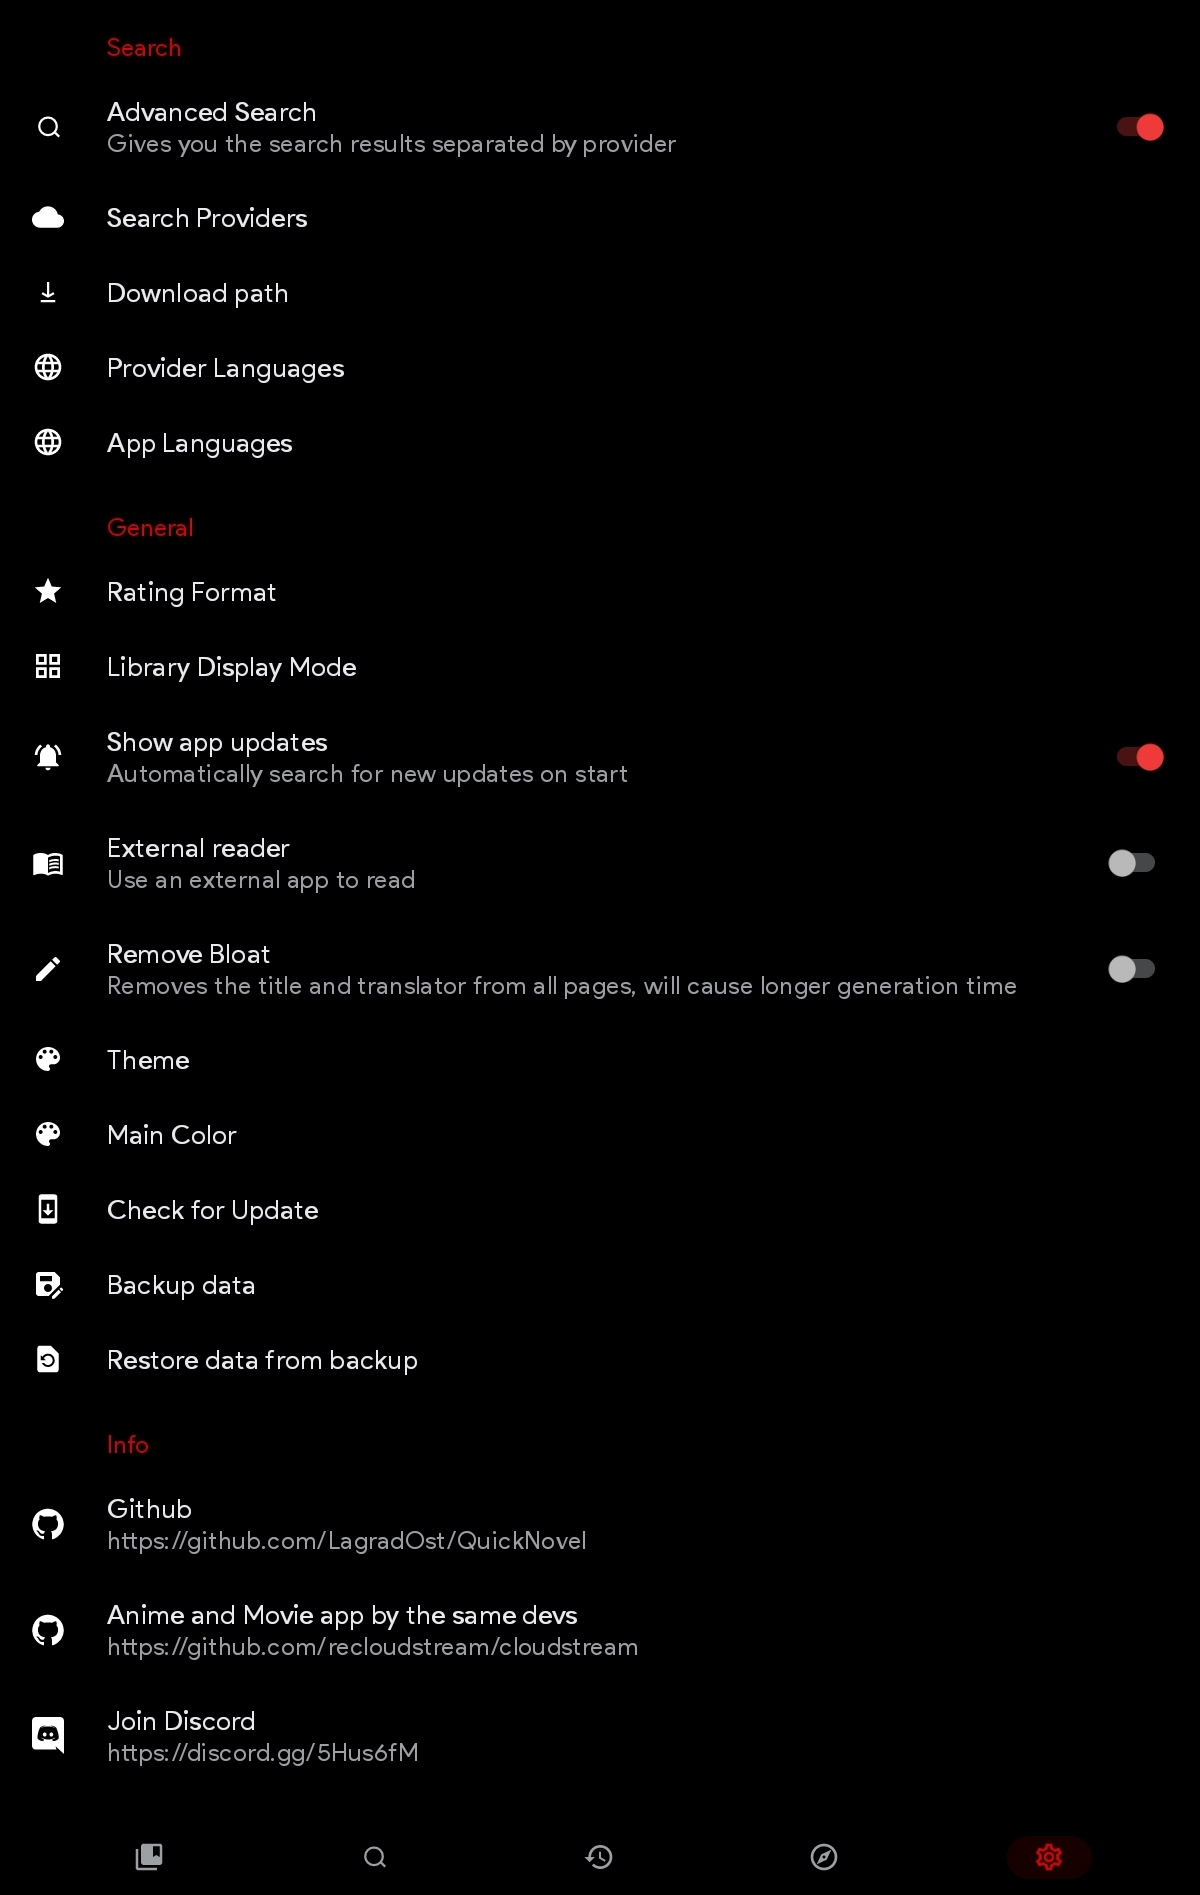 Search
Advanced Search
Gives you the search results separated by provider
Search Providers
Download path
Provider Languages
App Languages
General
Rating Format
Library Display Mode
Show app updates
Automatically search for new updates on start
External reader
Use an external app to read
Remove Bloat
Removes the title and translator from all pages, will cause longer generation time
Theme
Main Color
Check for Update
Backup data
Restore data from backup
Info
Github
https://github.com/LagradOst/QuickNovel
Anime and Movie app by the same devs
https://github.com/recloudstream/cloudstream
Join Discord
https://discord.gg/5Hus6fM